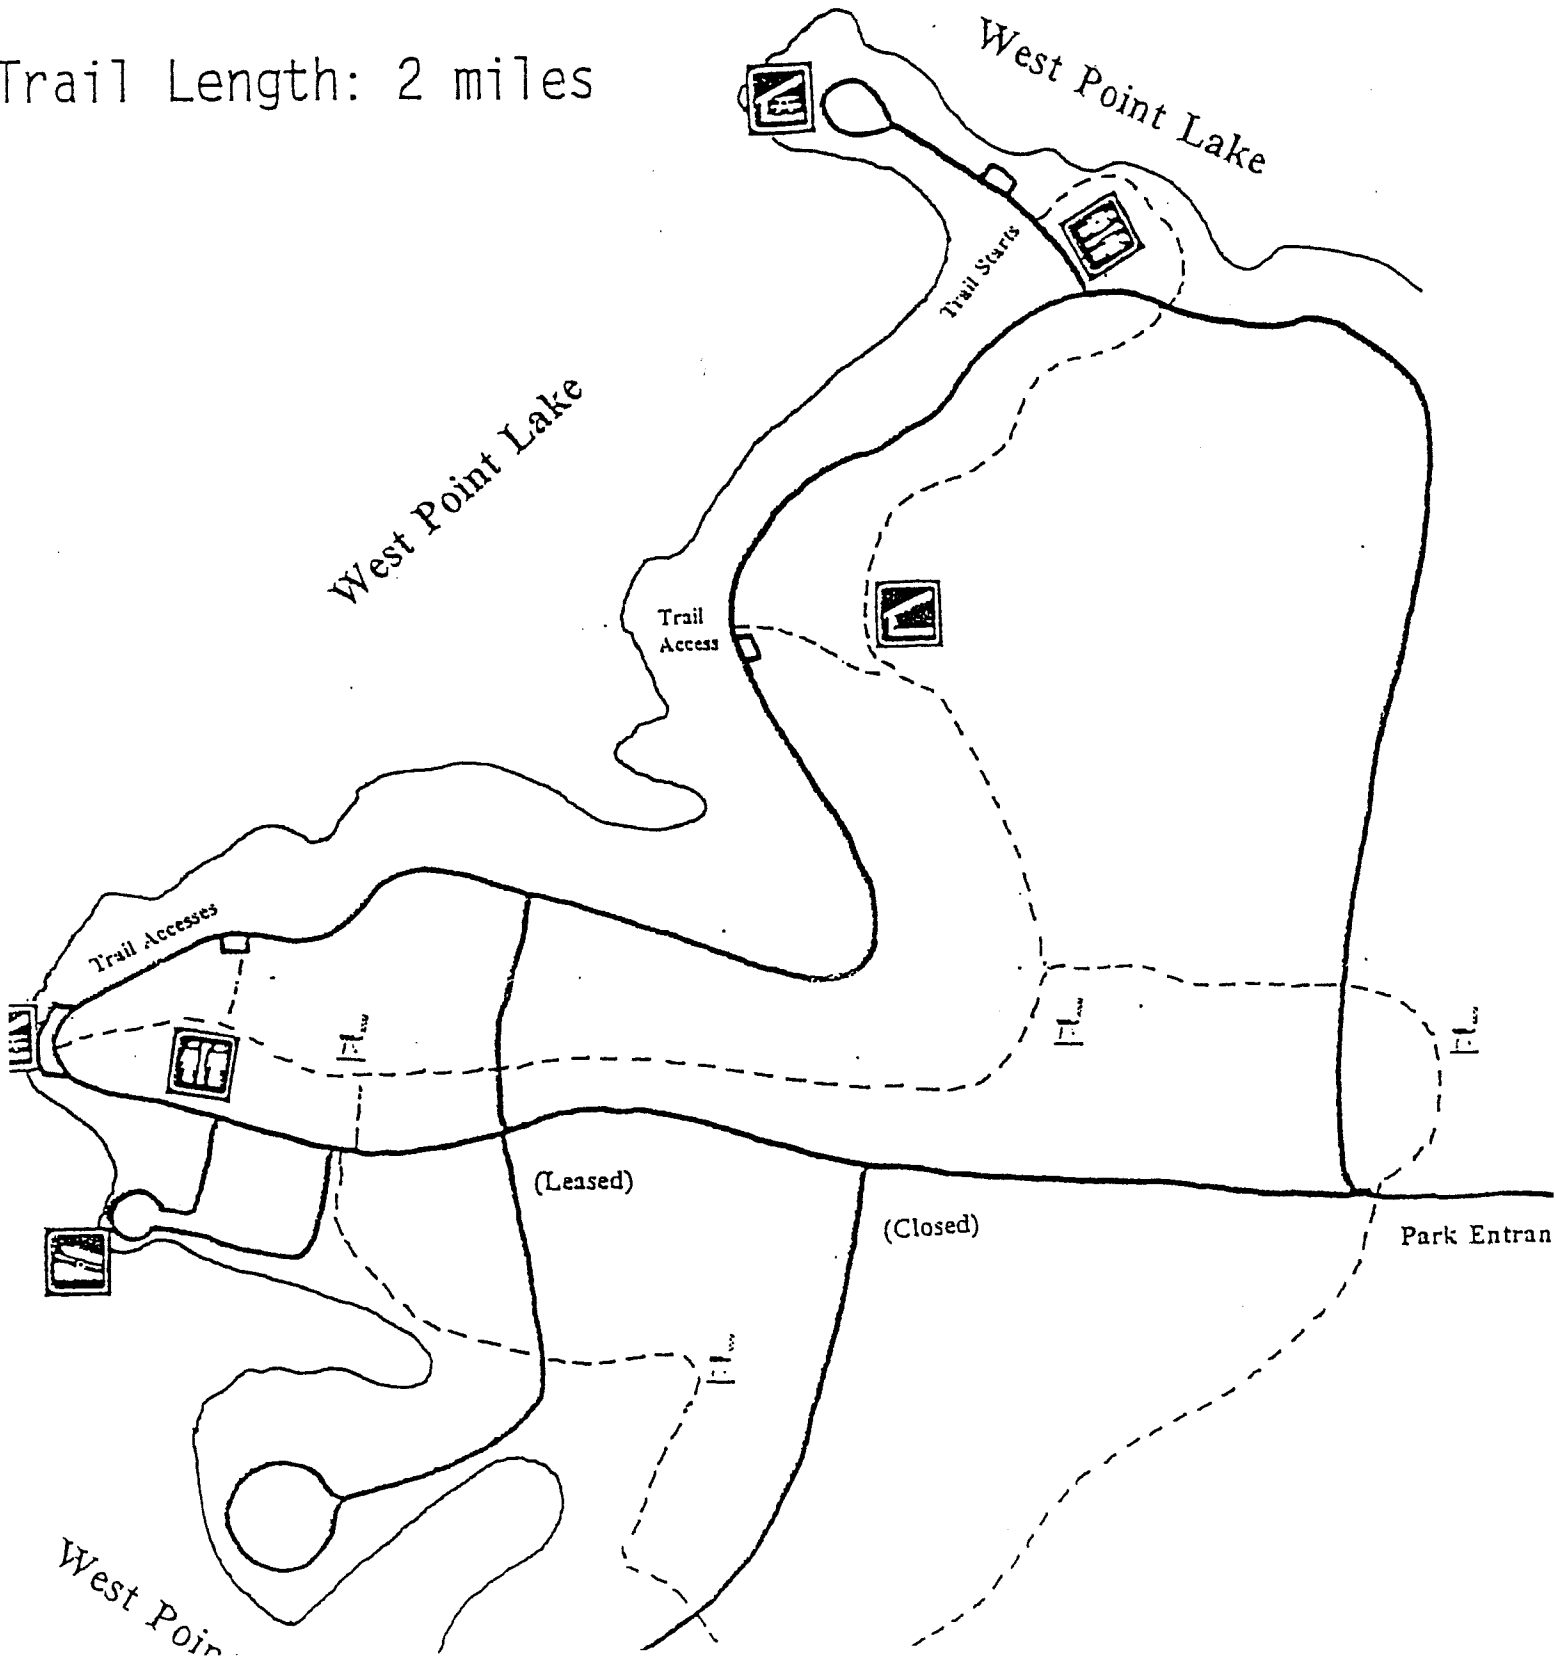 Trail Length: 2 miles
West Point Lake
Trail Starts
West Point Lake
Trail
Access
Trail Accesses
(Leased)
(Closed)
Park Entran
West Poin